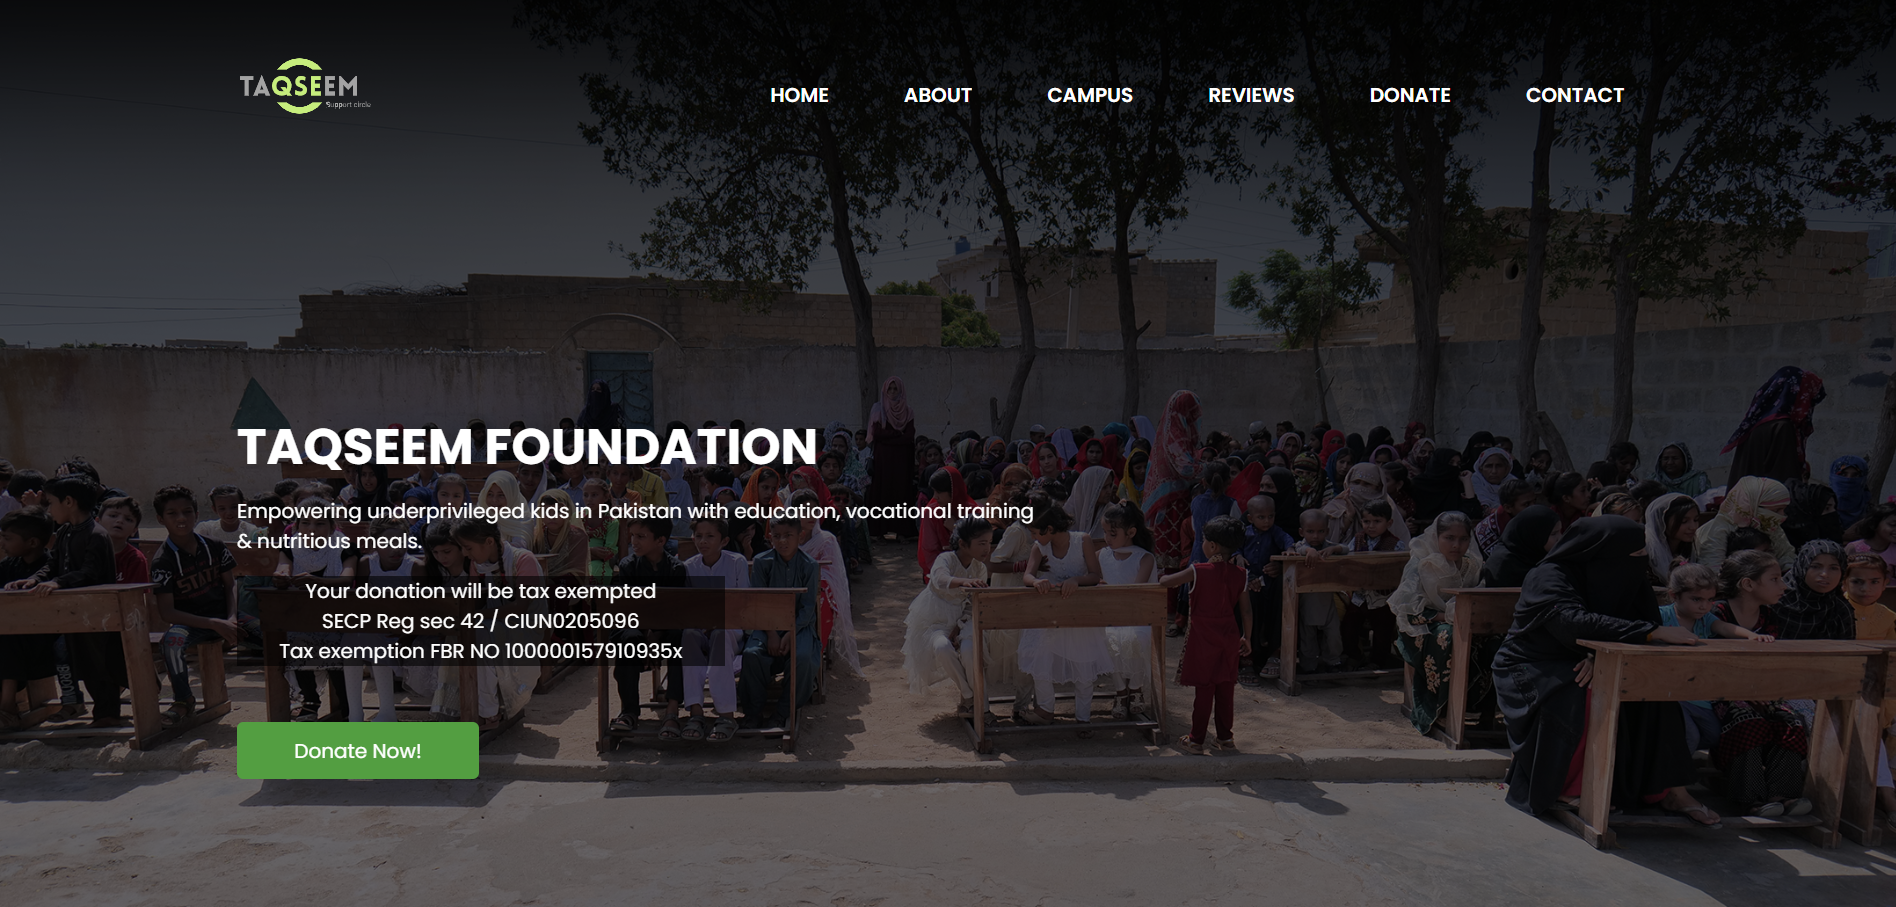 TAQSEEM
Support circle
HOME
ABOUT
CAMPUS
REVIEWS
DONATE
CONTACT
TAQSEEM FOUNDATION
Empowering underprivileged kids in Pakistan with education, vocational training
& nutritious meals.
Your donation will be tax exempted
SECP Reg sec 42 / CIUN0205096
Tax exemption FBR NO 100000157910935x
Donate Now!